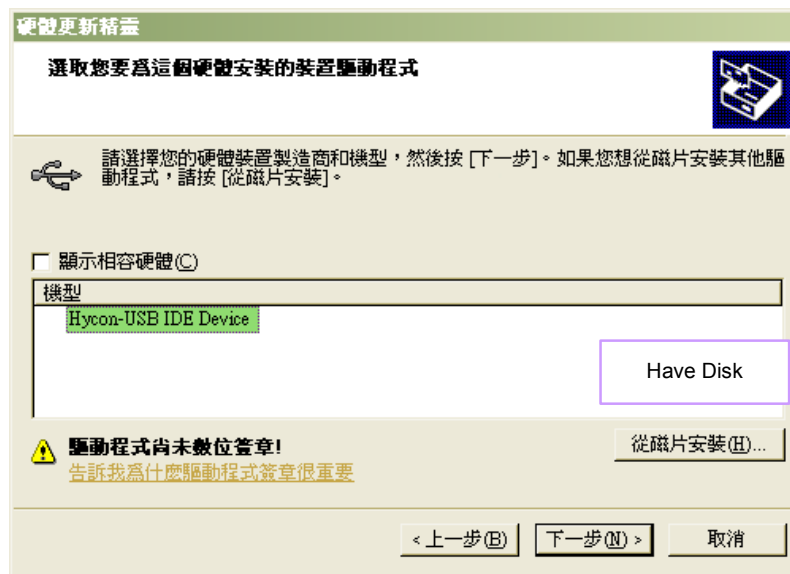 硬體更新精靈
選取您要爲這個硬體安裝的裝置驅動程式
請選擇您的硬體裝置製造商和機型，然後按 [下一步]。如果您想從磁片安裝其他驅
動程式，請按 [從磁片安裝]。
顯示相容硬體(C)
機型
Hycon-USB IDE Device
Have Disk
驅動程式尚未數位簽章!
從磁片安裝(H)...
告訴我爲什麼驅動程式簽章很重要
<上一步(B)
下一步(N) >
取消